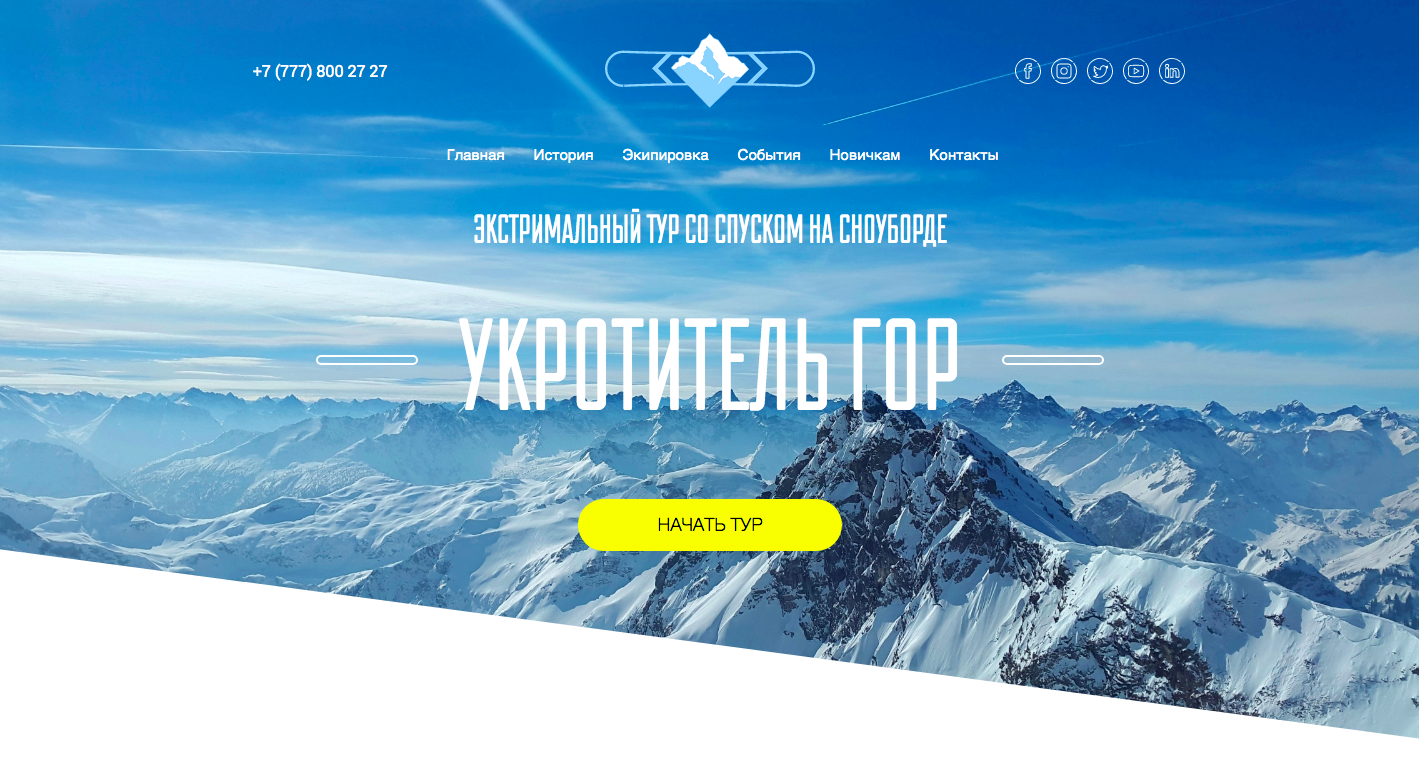 +7 (777) 800 27 27
Главная История Экипировка События Новичкам Контакты
ЭКСТРИМАЛЬНЫЙ ТУР СО СПУСКОМ НА СНОУБОРДЕ
УКРОТИТЕЛЬ ГОР
НАЧАТЬ ТУР